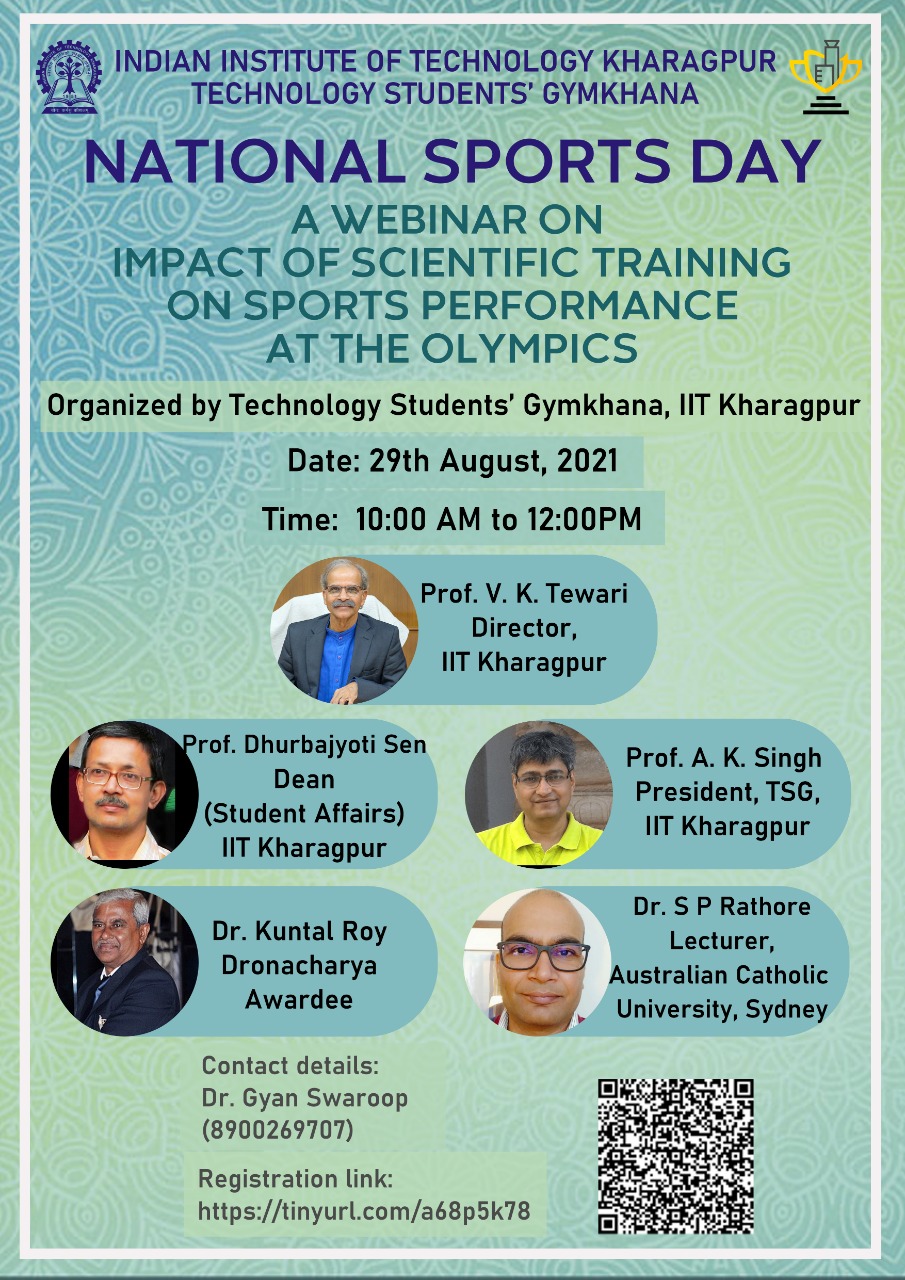 INDIAN INSTITUTE OF TECHNOLOGY KHARAGPUR
TECHNOLOGY STUDENTS' GYMKHANA
NATIONAL SPORTS DAY
A WEBINAR ON
IMPACT OF SCIENTIFIC TRAINING
ON SPORTS PERFORMANCE
AT THE OLYMPICS
Organized by Technology Students' Gymkhana, IIT Kharagpur
Date: 29th August, 2021
Time: 10:00 AM to 12:00PM
Prof. V. K. Tewari
Director,
IIT Kharagpur
Prof. Dhurbajyoti Sen
Dean
(Student Affairs)
IIT Kharagpur
Prof. A. K. Singh
President, TSG,
IIT Kharagpur
Dr. Kuntal Roy
Dronacharya
Awardee
Dr. S P Rathore
Lecturer,
Australian Catholic
University, Sydney
Contact details:
Dr. Gyan Swaroop
(8900269707)
Registration link:
https://tinyurl.com/a68p5k78